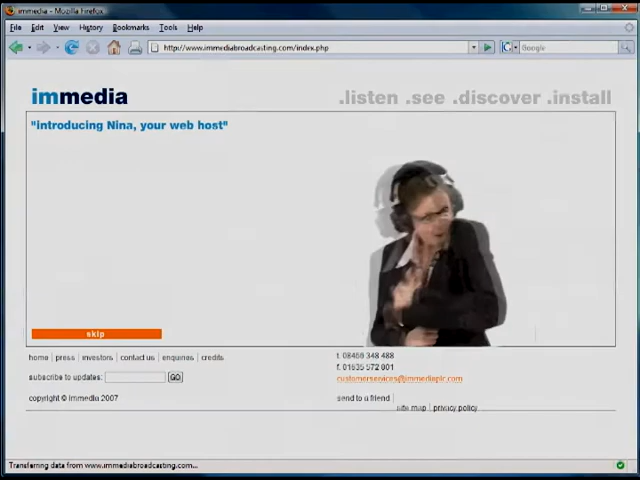 immedia - Mozilla Firefox
File Edit View History Bookmarks Tools Help
http://www.immediabroadcasting.com/index.php
Google
immedia
.listen .see .discover .install
"introducing Nina, your web host"
skip
home | press | investors | contact us | enquiries | credits
t. 08450 348 488
f. 01635 572 801
subscribe to updates: GO
customerservices@immediaplc.com
copyright © immedia 2007
send to a friend
site map | privacy policy
Transferring data from www.immediabroadcasting.com...